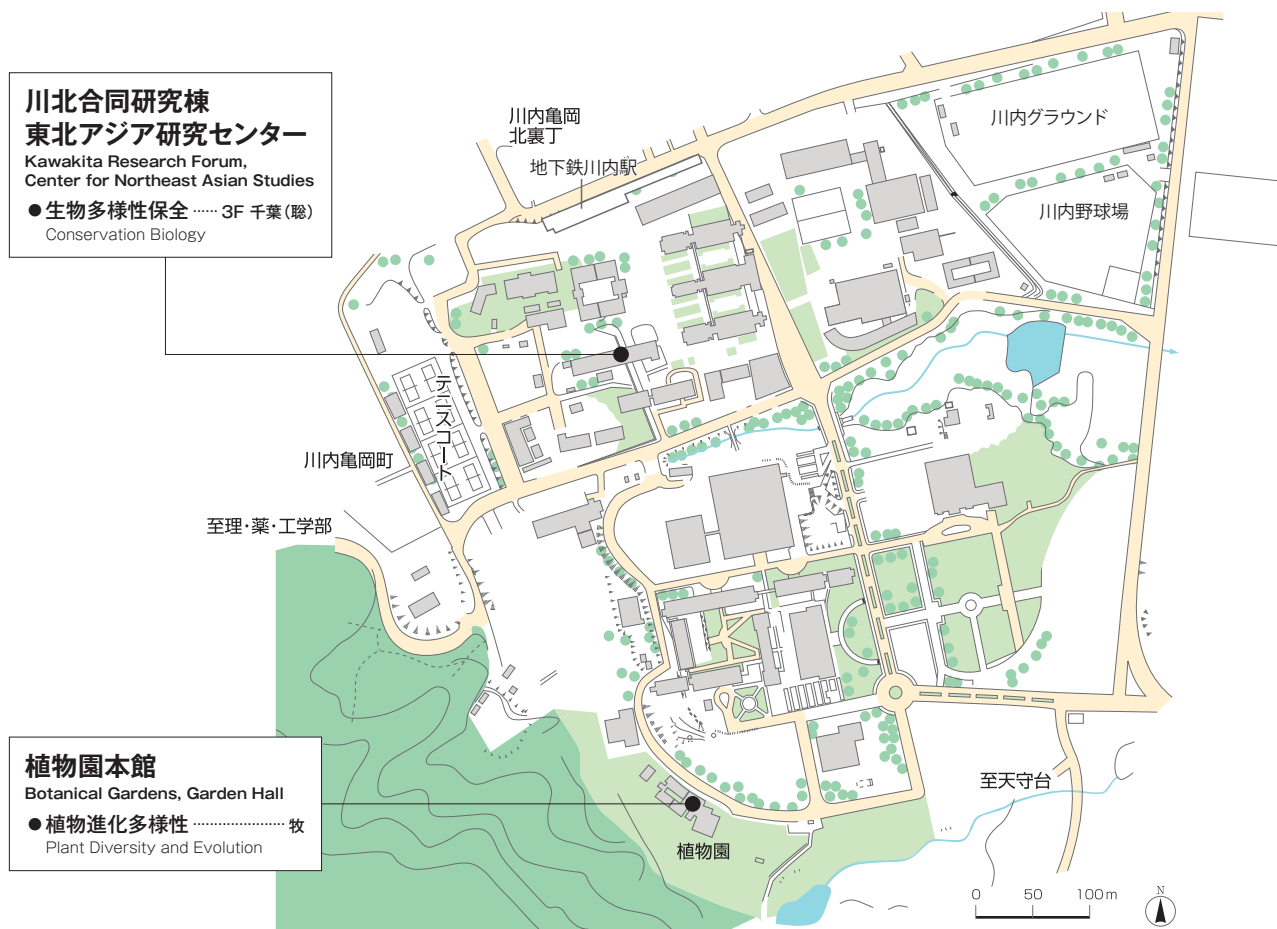 川北合同研究棟
東北アジア研究センター
Kawakita Research Forum,
Center for Northeast Asian Studies
●生物多様性保全 …… 3F 千葉（聡）
Conservation Biology
川内亀岡
北裏丁
地下鉄川内駅
川内グラウンド
川内野球場
テニスコート
川内亀岡町
至理・薬・工学部
植物園本館
Botanical Gardens, Garden Hall
●植物進化多様性 ………………… 牧
Plant Diversity and Evolution
植物園
至天守台
0 50 100m
N